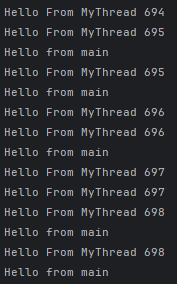 Hello From MyThread 694
Hello From MyThread 695
Hello from main
Hello From MyThread 695
Hello from main
Hello From MyThread 696
Hello From MyThread 696
Hello from main
Hello From MyThread 697
Hello From MyThread 697
Hello From MyThread 698
Hello from main
Hello From MyThread 698
Hello from main